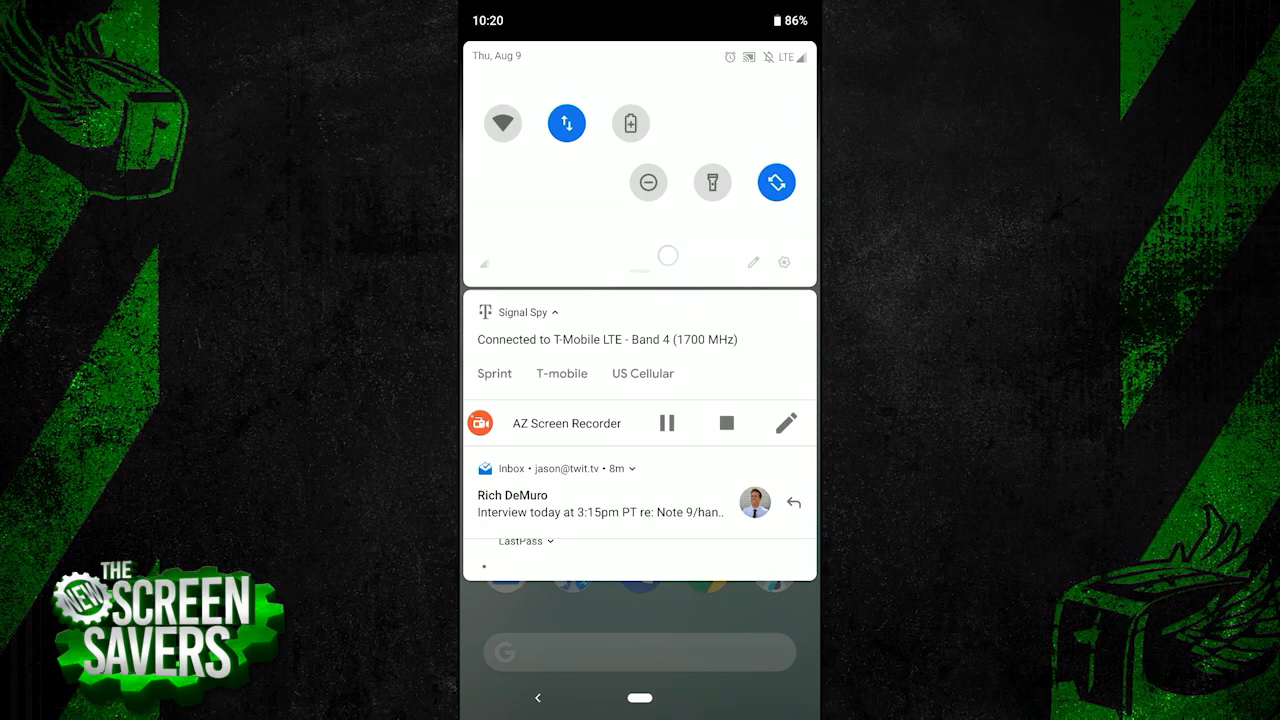 10:20
86%
Thu, Aug 9
LTE
Signal Spy
Connected to T-Mobile LTE - Band 4 (1700 MHz)
Sprint T-mobile US Cellular
AZ Screen Recorder
Inbox • jason@twit.tv • 8m
Rich DeMuro
Interview today at 3:15pm PT re: Note 9/han..
LastPass
G
THE
NEW
SCREEN
SAVERS